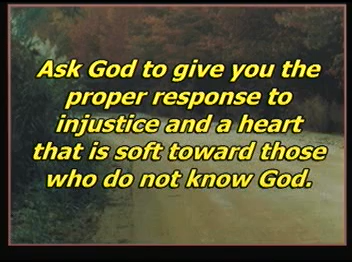 Ask God to give you the
proper response to
injustice and a heart
that is soft toward those
who do not know God.